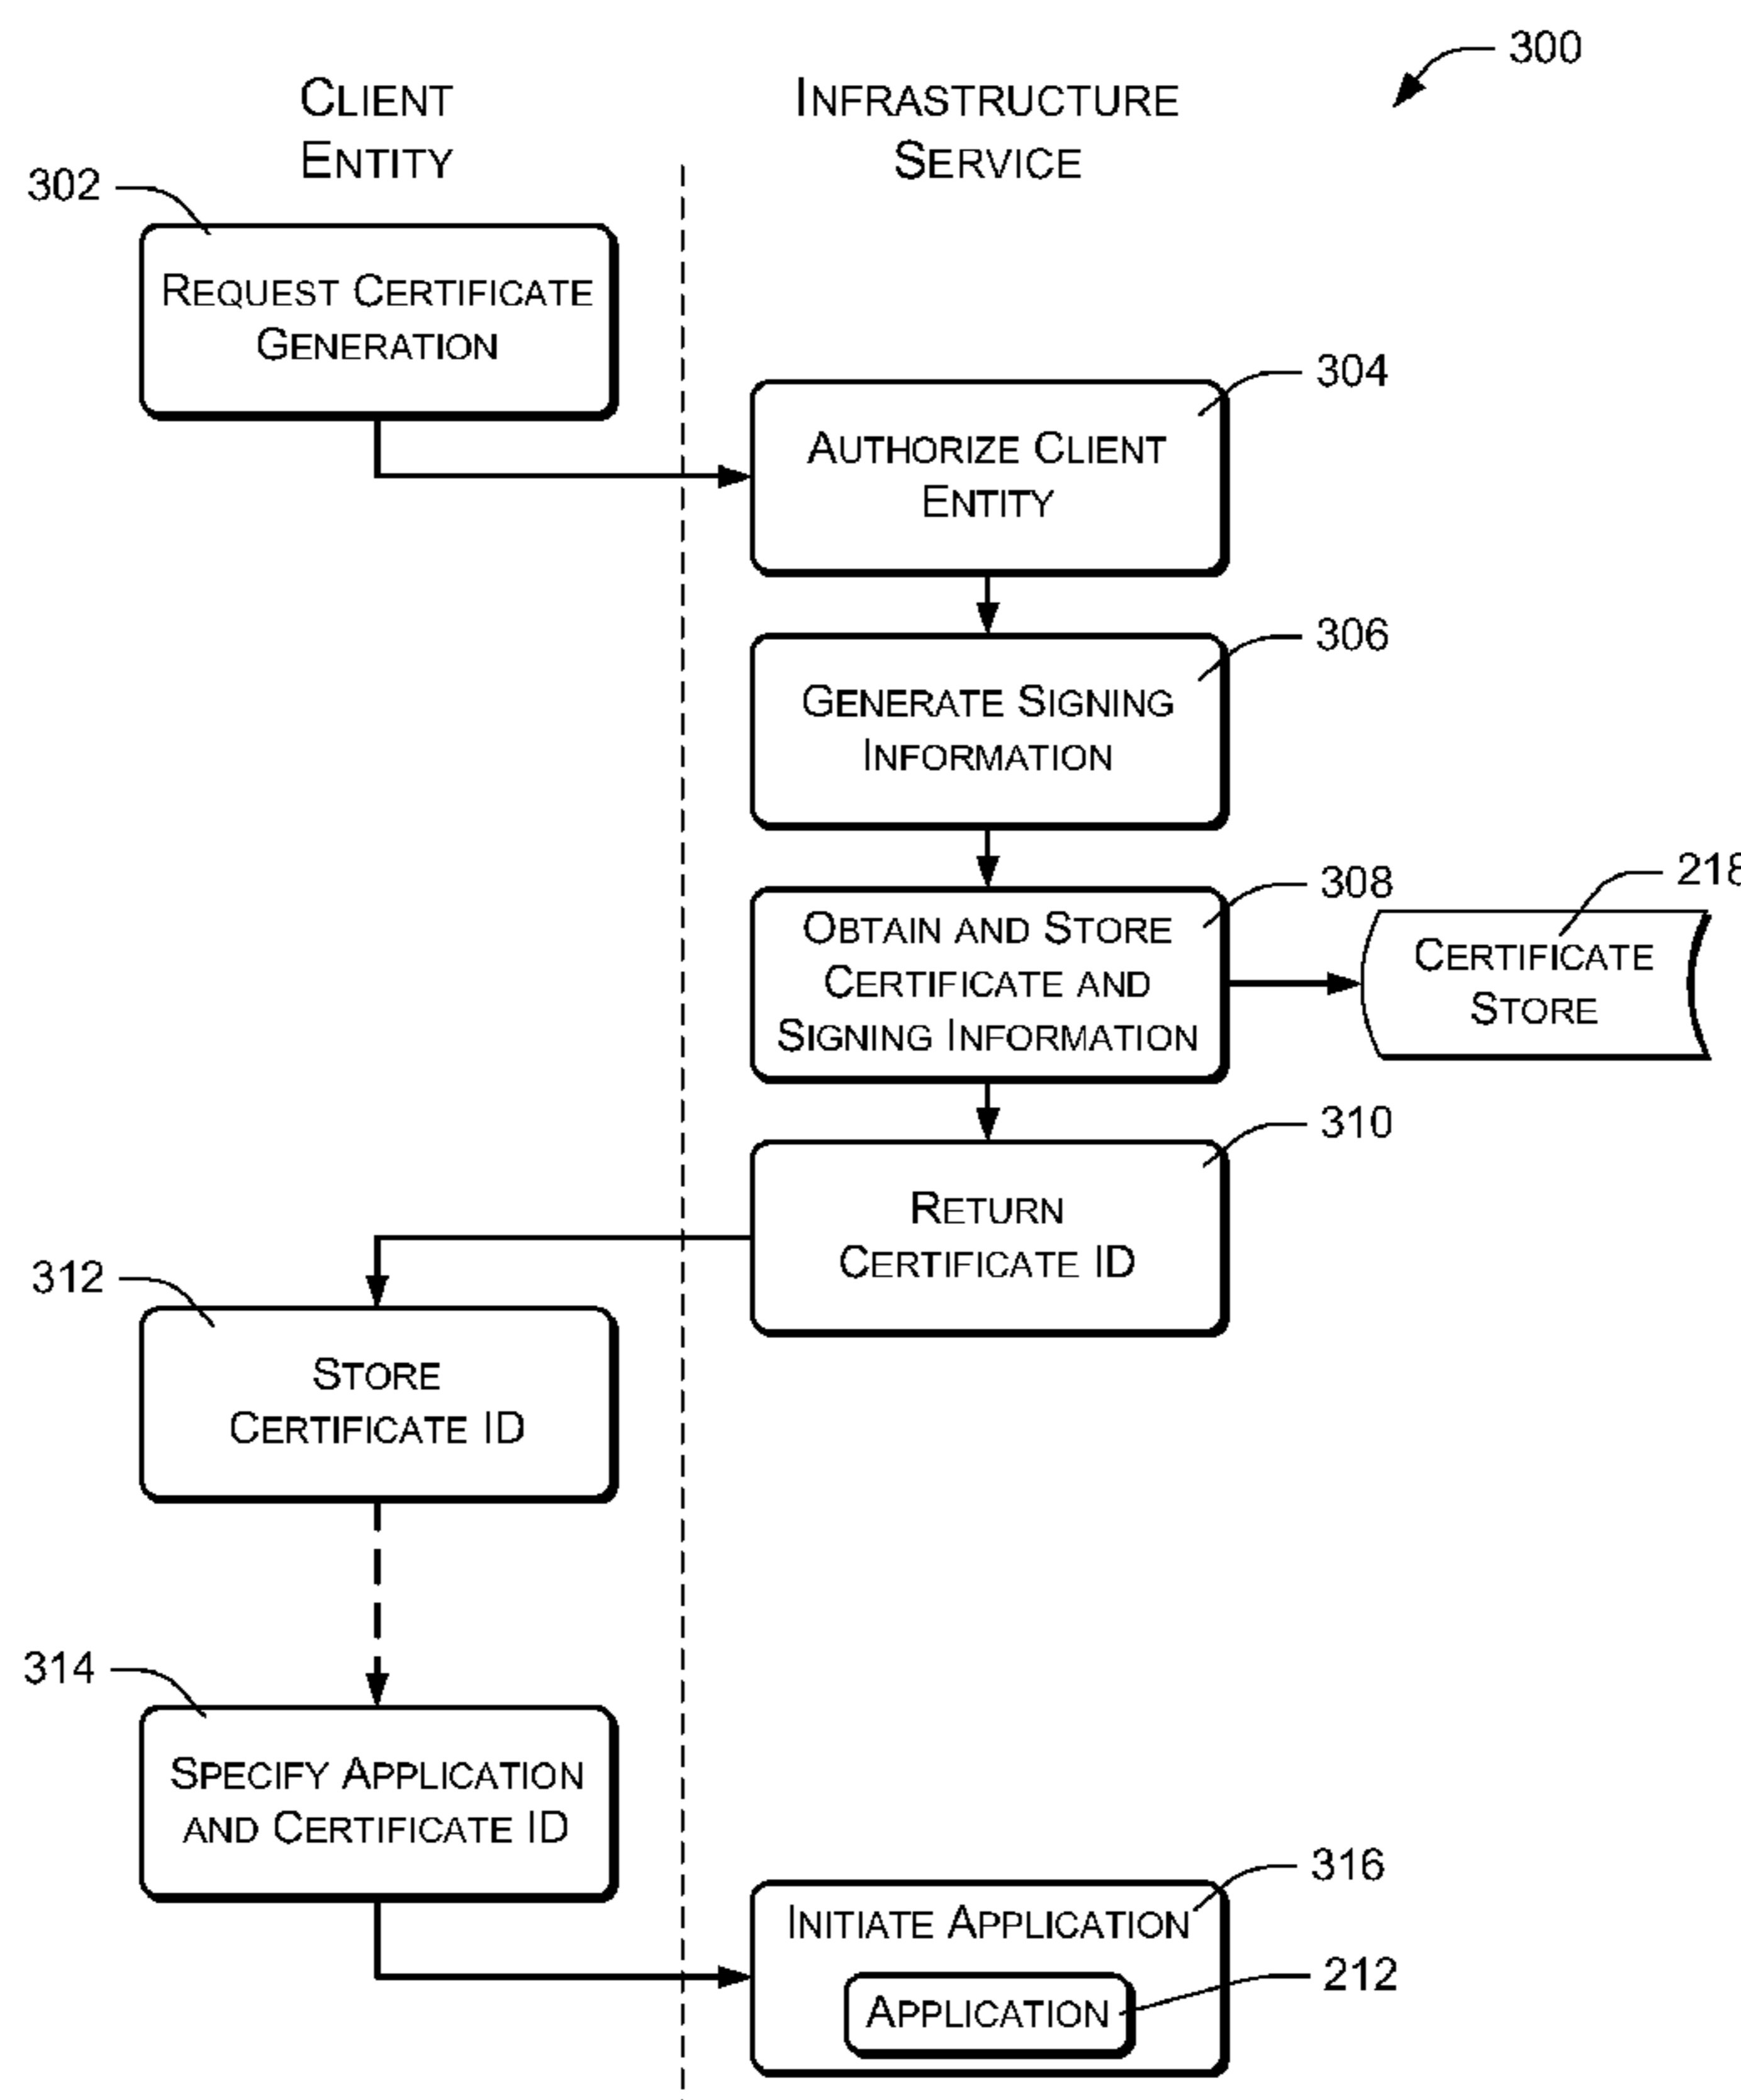 300
CLIENT
ENTITY
INFRASTRUCTURE
SERVICE
302
REQUEST CERTIFICATE
GENERATION
304
AUTHORIZE CLIENT
ENTITY
306
GENERATE SIGNING
INFORMATION
308
OBTAIN AND STORE
CERTIFICATE AND
SIGNING INFORMATION
218
CERTIFICATE
STORE
310
RETURN
CERTIFICATE ID
312
STORE
CERTIFICATE ID
314
SPECIFY APPLICATION
AND CERTIFICATE ID
316
INITIATE APPLICATION
212
APPLICATION